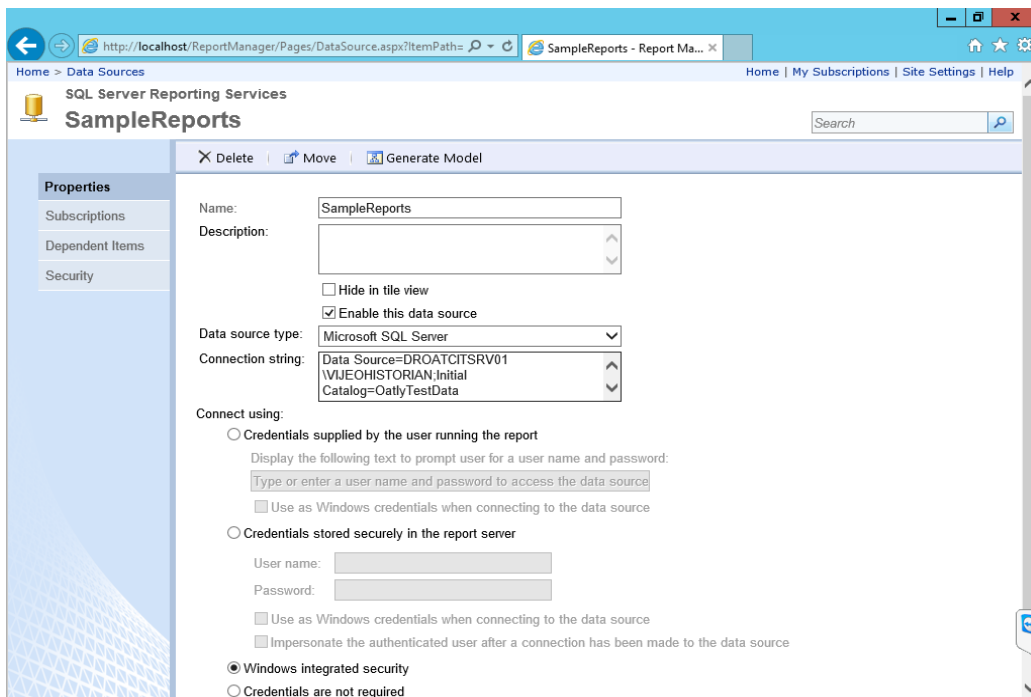 http://localhost/ReportManager/Pages/DataSource.aspx?ItemPath=
SampleReports - Report Ma...
Home > Data Sources
Home | My Subscriptions | Site Settings | Help
SQL Server Reporting Services
SampleReports
Search
Delete
Move
Generate Model
Properties
Subscriptions
Dependent Items
Security
Name:
SampleReports
Description:
Hide in tile view
Enable this data source
Data source type:
Microsoft SQL Server
Connection string:
Data Source=DROATCITSRV01
\VIJEOHISTORIAN;Initial
Catalog=OatlyTestData
Connect using:
Credentials supplied by the user running the report
Display the following text to prompt user for a user name and password:
Type or enter a user name and password to access the data source
Use as Windows credentials when connecting to the data source
Credentials stored securely in the report server
User name:
Password:
Use as Windows credentials when connecting to the data source
Impersonate the authenticated user after a connection has been made to the data source
Windows integrated security
Credentials are not required